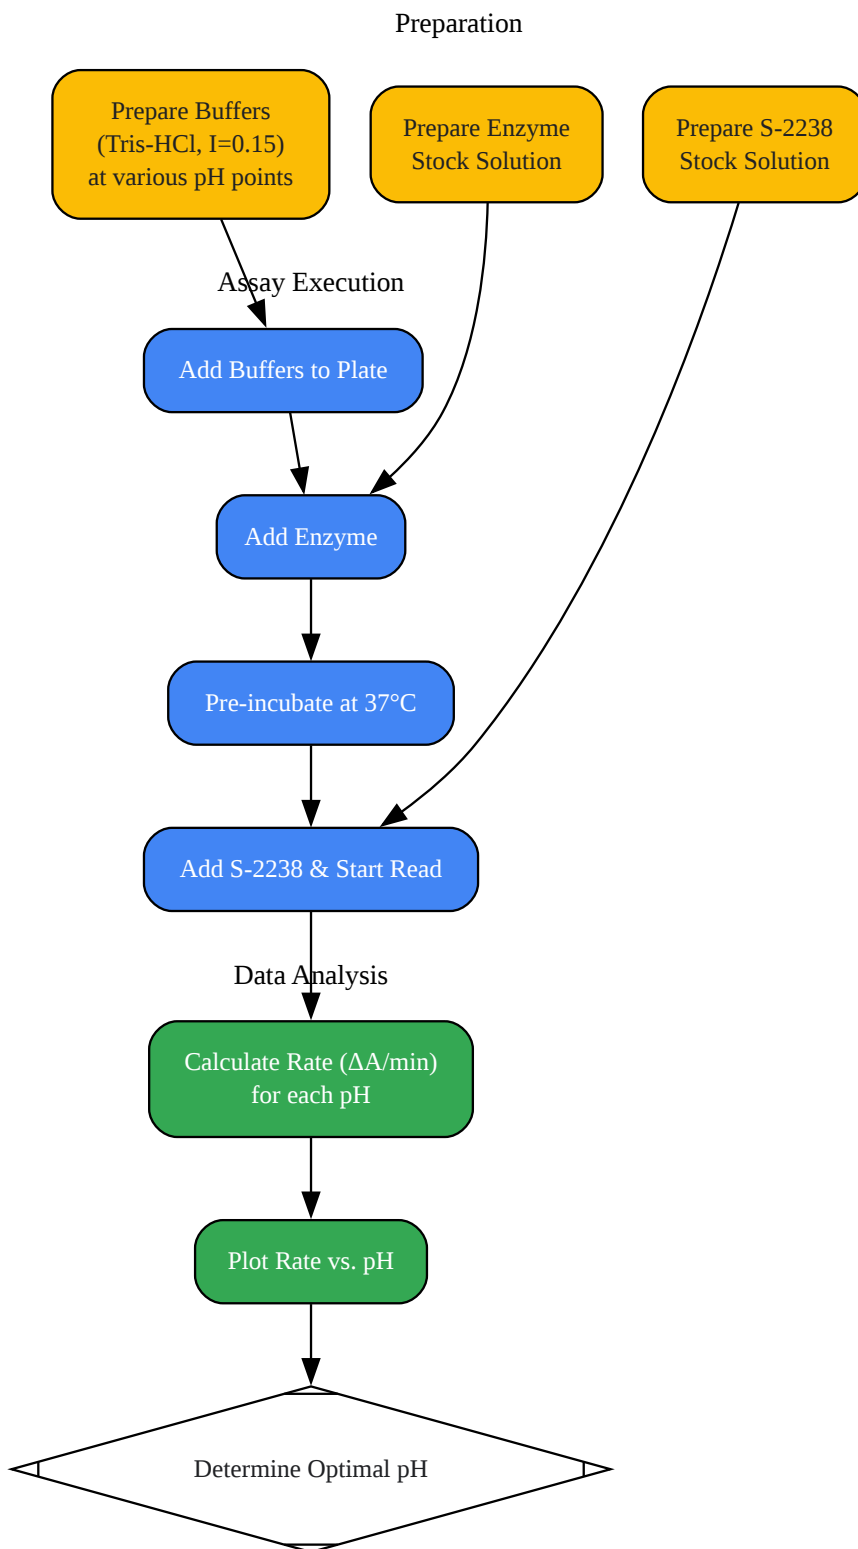 Preparation
Prepare Buffers
(Tris-HCl, I=0.15)
at various pH points
Prepare Enzyme
Stock Solution
Prepare S-2238
Stock Solution
Assay Execution
Add Buffers to Plate
Add Enzyme
Pre-incubate at 37°C
Add S-2238 & Start Read
Data Analysis
Calculate Rate (ΔA/min)
for each pH
Plot Rate vs. pH
Determine Optimal pH